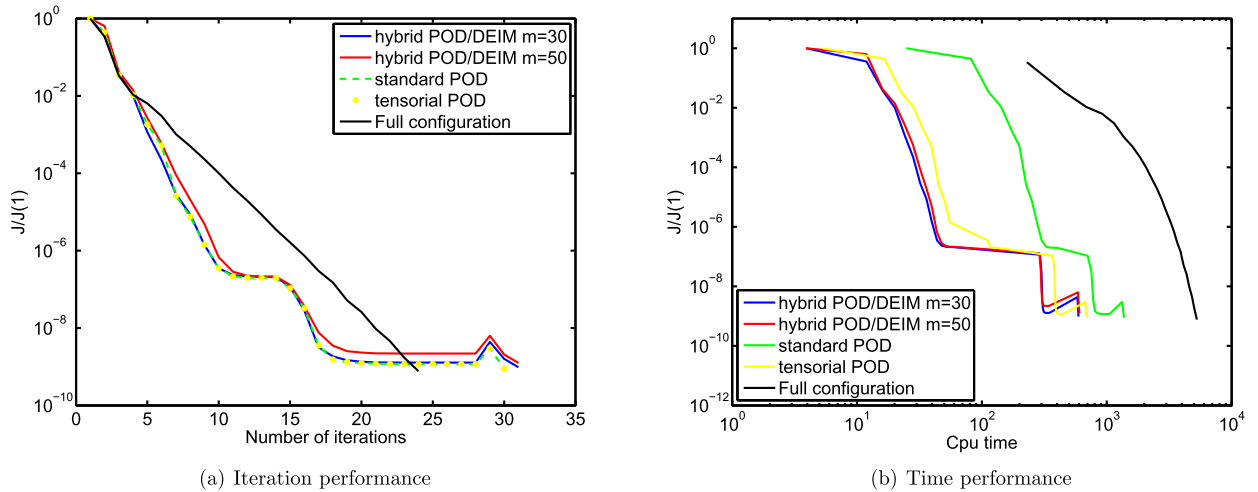 10^0
10^−2
10^−4
10^−6
10^−8
10^−10
J/J(1)
0 5 10 15 20 25 30 35
Number of iterations
hybrid POD/DEIM m=30
hybrid POD/DEIM m=50
standard POD
tensorial POD
Full configuration
(a) Iteration performance
10^0
10^−2
10^−4
10^−6
10^−8
10^−10
10^−12
J/J(1)
hybrid POD/DEIM m=30
hybrid POD/DEIM m=50
standard POD
tensorial POD
Full configuration
10^0 10^1 10^2 10^3 10^4
Cpu time
(b) Time performance